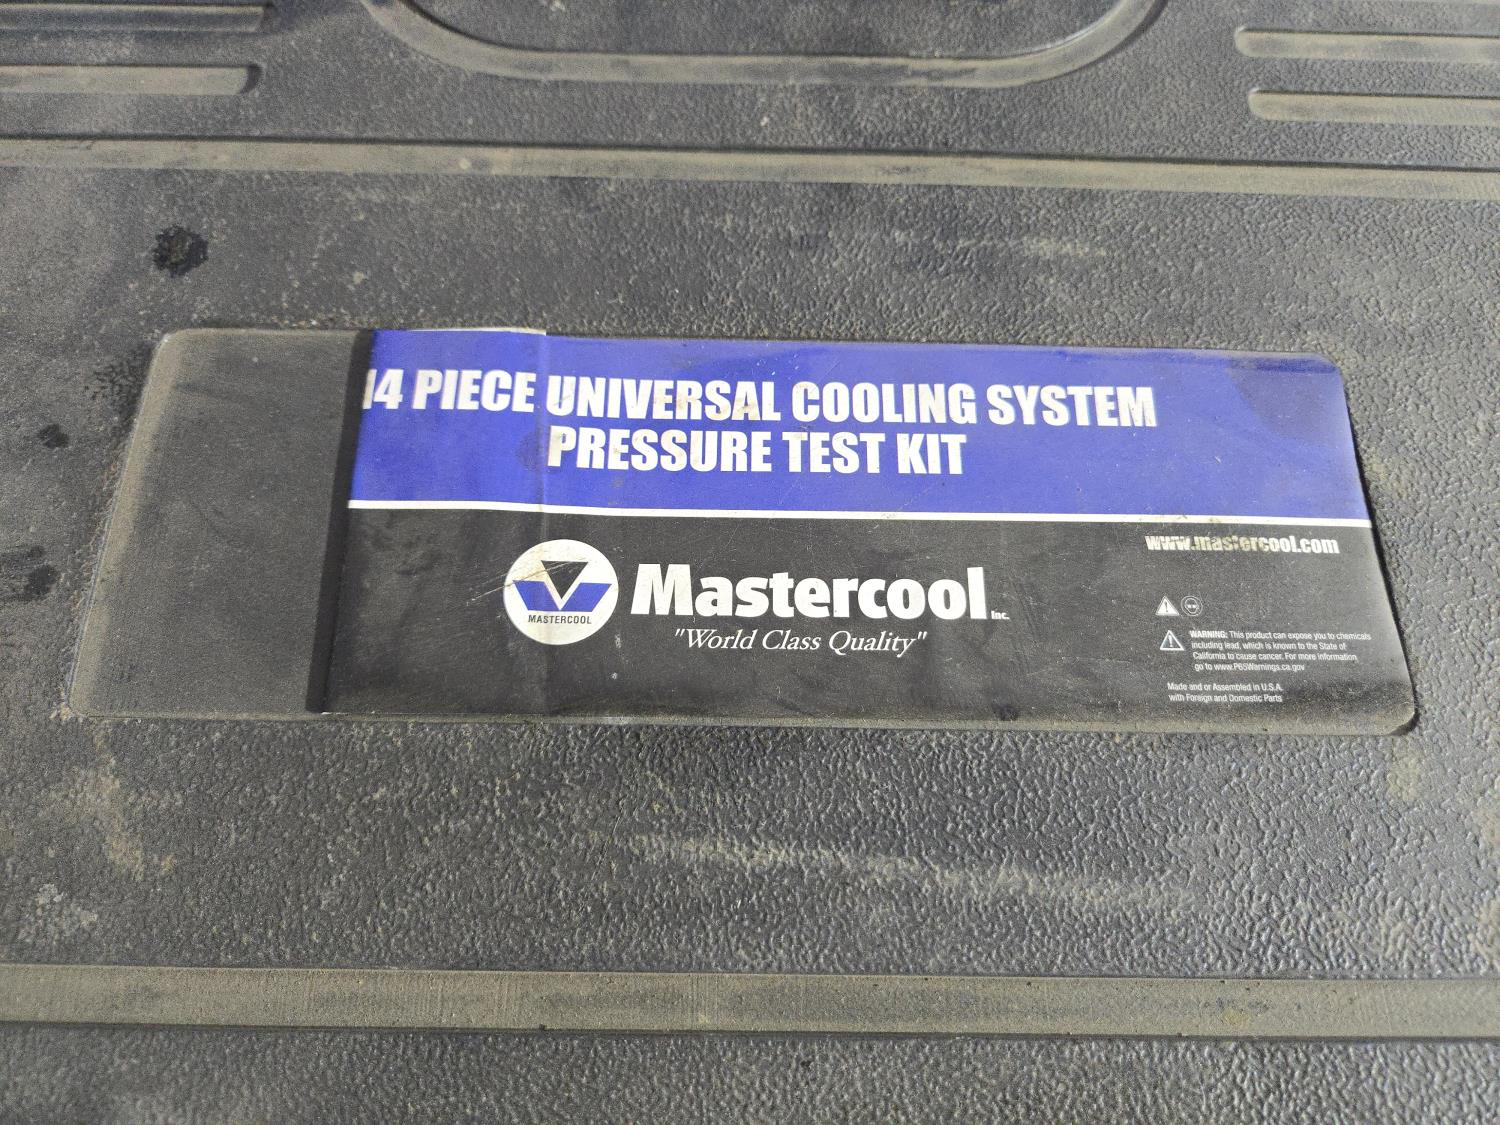 14 PIECE UNIVERSAL COOLING SYSTEM
PRESSURE TEST KIT
www.mastercool.com
MASTERCOOL
Mastercool Inc.
"World Class Quality"
WARNING: This product can expose you to chemicals
including lead, which is known to the State of
California to cause cancer. For more information
go to www.P65Warnings.ca.gov
Made and or Assembled in U.S.A.
with Foreign and Domestic Parts